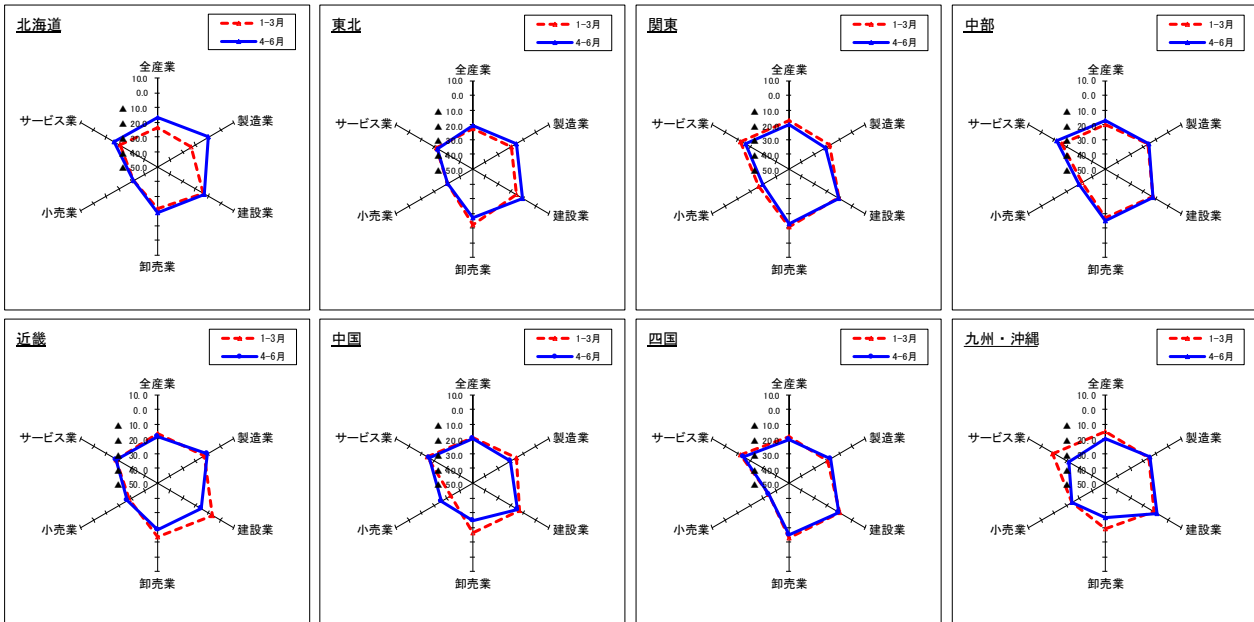 北海道
1-3月
4-6月
全産業
10.0
0.0
▲ 10.0
▲ 20.0
▲ 30.0
▲ 40.0
▲ 50.0
サービス業
製造業
小売業
建設業
卸売業
東北
1-3月
4-6月
全産業
10.0
0.0
▲ 10.0
▲ 20.0
▲ 30.0
▲ 40.0
▲ 50.0
サービス業
製造業
小売業
建設業
卸売業
関東
1-3月
4-6月
全産業
10.0
0.0
▲ 10.0
▲ 20.0
▲ 30.0
▲ 40.0
▲ 50.0
サービス業
製造業
小売業
建設業
卸売業
中部
1-3月
4-6月
全産業
10.0
0.0
▲ 10.0
▲ 20.0
▲ 30.0
▲ 40.0
▲ 50.0
サービス業
製造業
小売業
建設業
卸売業
近畿
1-3月
4-6月
全産業
10.0
0.0
▲ 10.0
▲ 20.0
▲ 30.0
▲ 40.0
▲ 50.0
サービス業
製造業
小売業
建設業
卸売業
中国
1-3月
4-6月
全産業
10.0
0.0
▲ 10.0
▲ 20.0
▲ 30.0
▲ 40.0
▲ 50.0
サービス業
製造業
小売業
建設業
卸売業
四国
1-3月
4-6月
全産業
10.0
0.0
▲ 10.0
▲ 20.0
▲ 30.0
▲ 40.0
▲ 50.0
サービス業
製造業
小売業
建設業
卸売業
九州・沖縄
1-3月
4-6月
全産業
10.0
0.0
▲ 10.0
▲ 20.0
▲ 30.0
▲ 40.0
▲ 50.0
サービス業
製造業
小売業
建設業
卸売業